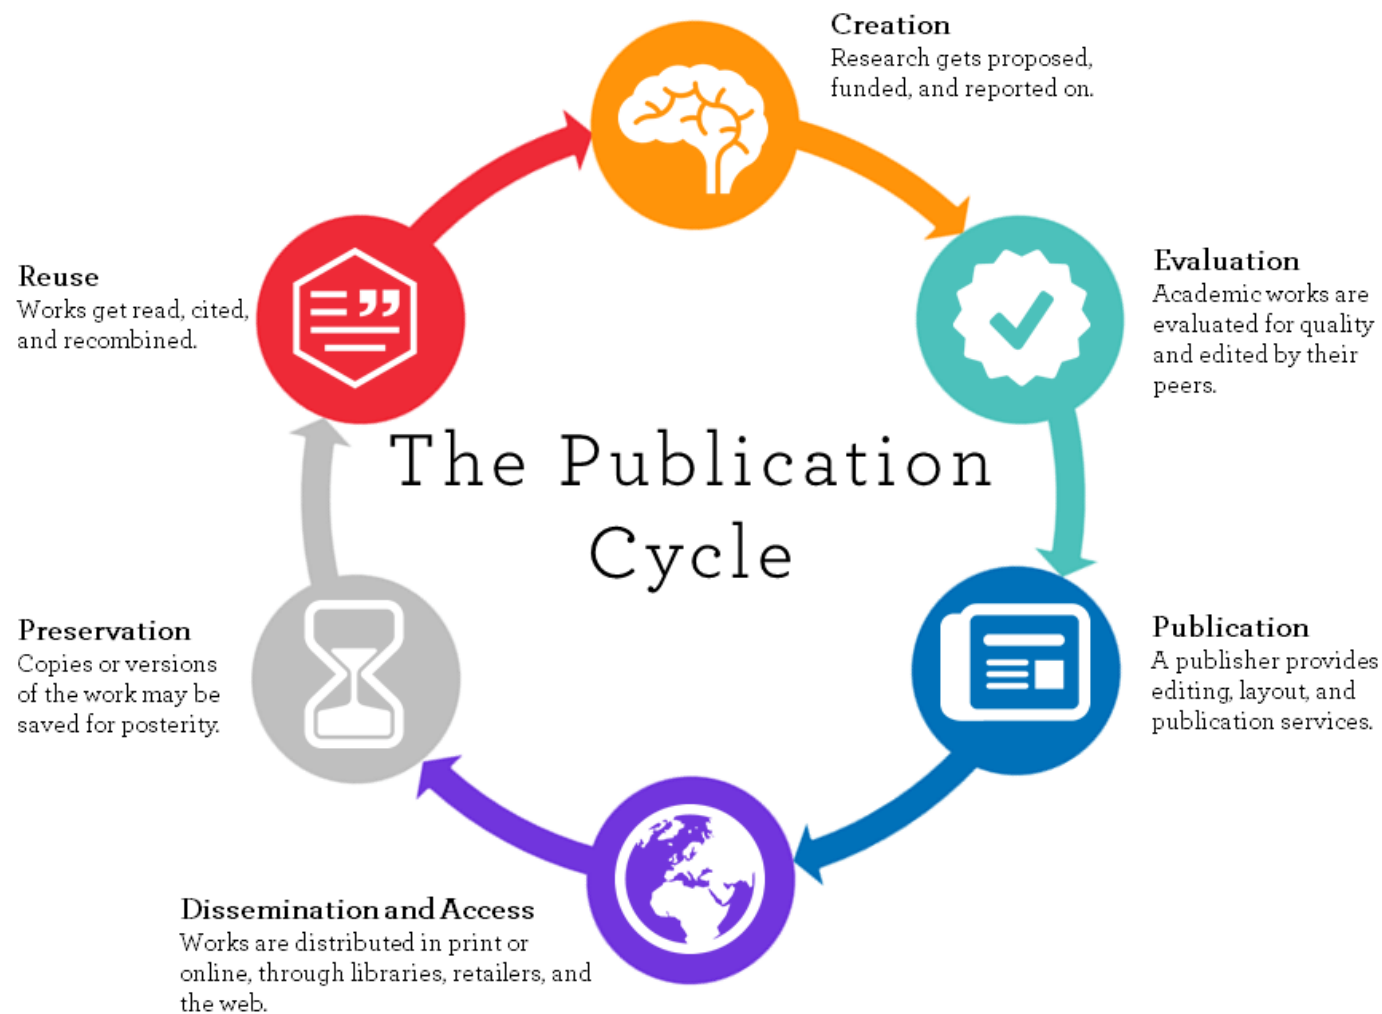 Creation
Research gets proposed,
funded, and reported on.
Evaluation
Academic works are
evaluated for quality
and edited by their
peers.
Publication
A publisher provides
editing, layout, and
publication services.
Dissemination and Access
Works are distributed in print or
online, through libraries, retailers, and
the web.
Preservation
Copies or versions
of the work may be
saved for posterity.
Reuse
Works get read, cited,
and recombined.
The Publication
Cycle